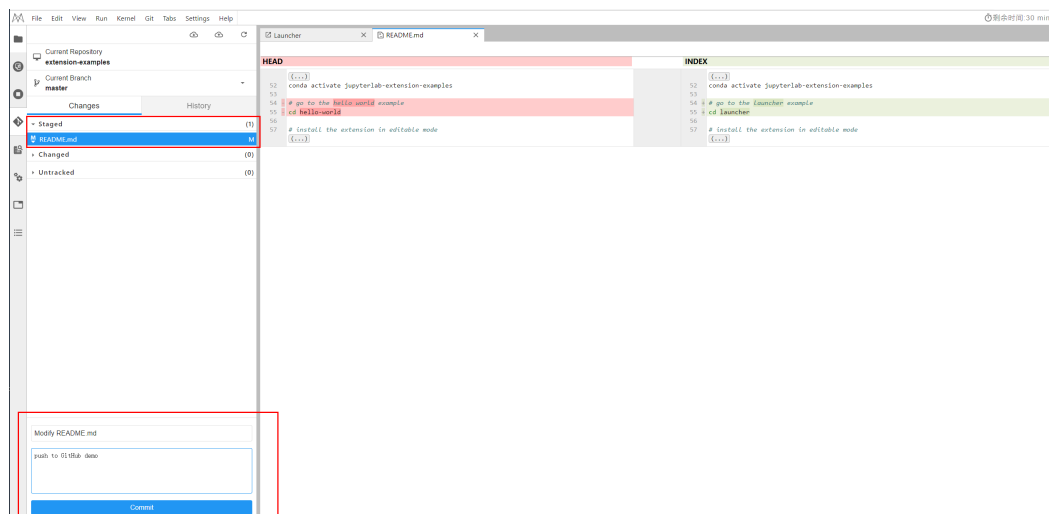 File Edit View Run Kernel Git Tabs Settings Help
剩余时间:30 min
Launcher
README.md
Current Repository
extension-examples
Current Branch
master
Changes History
Staged (1)
README.md M
Changed (0)
Untracked (0)
Modify README.md
push to GitHub demo
Commit
HEAD
(...)
52 conda activate jupyterlab-extension-examples
53
54 - # go to the hello_world example
55 - cd hello-world
56
57 # install the extension in editable mode
(...)
INDEX
(...)
52 conda activate jupyterlab-extension-examples
53
54 + # go to the launcher example
55 + cd launcher
56
57 # install the extension in editable mode
(...)